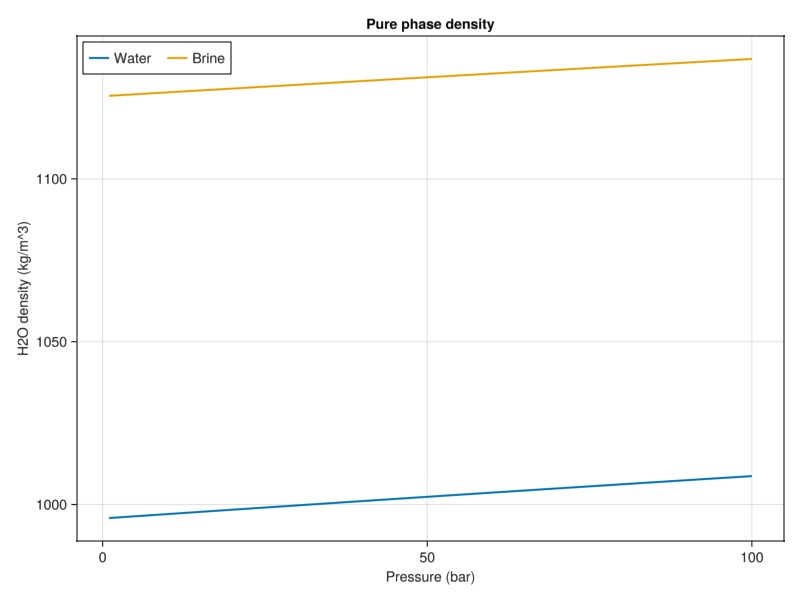 Pure phase density
Water Brine
H2O density (kg/m^3)
1100
1050
1000
0 50 100
Pressure (bar)